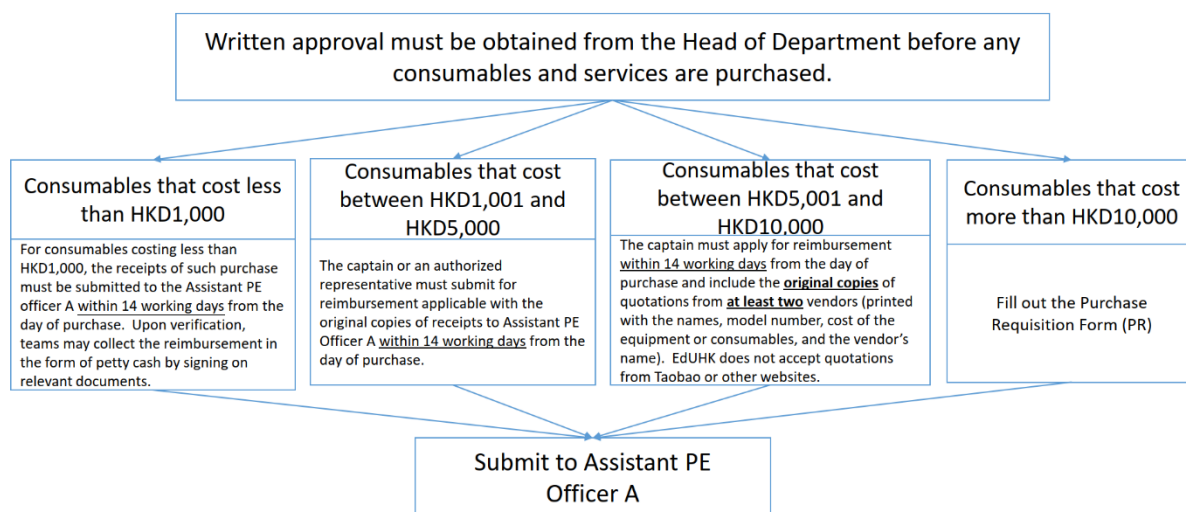 Written approval must be obtained from the Head of Department before any
consumables and services are purchased.
Consumables that cost less
than HKD1,000
For consumables costing less than
HKD1,000, the receipts of such purchase
must be submitted to the Assistant PE
officer A within 14 working days from the
day of purchase. Upon verification,
teams may collect the reimbursement in
the form of petty cash by signing on
relevant documents.
Consumables that cost
between HKD1,001 and
HKD5,000
The captain or an authorized
representative must submit for
reimbursement applicable with the
original copies of receipts to Assistant PE
Officer A within 14 working days from the
day of purchase.
Consumables that cost
between HKD5,001 and
HKD10,000
The captain must apply for reimbursement
within 14 working days from the day of
purchase and include the original copies of
quotations from at least two vendors (printed
with the names, model number, cost of the
equipment or consumables, and the vendor's
name). EdUHK does not accept quotations
from Taobao or other websites.
Consumables that cost
more than HKD10,000
Fill out the Purchase
Requisition Form (PR)
Submit to Assistant PE
Officer A